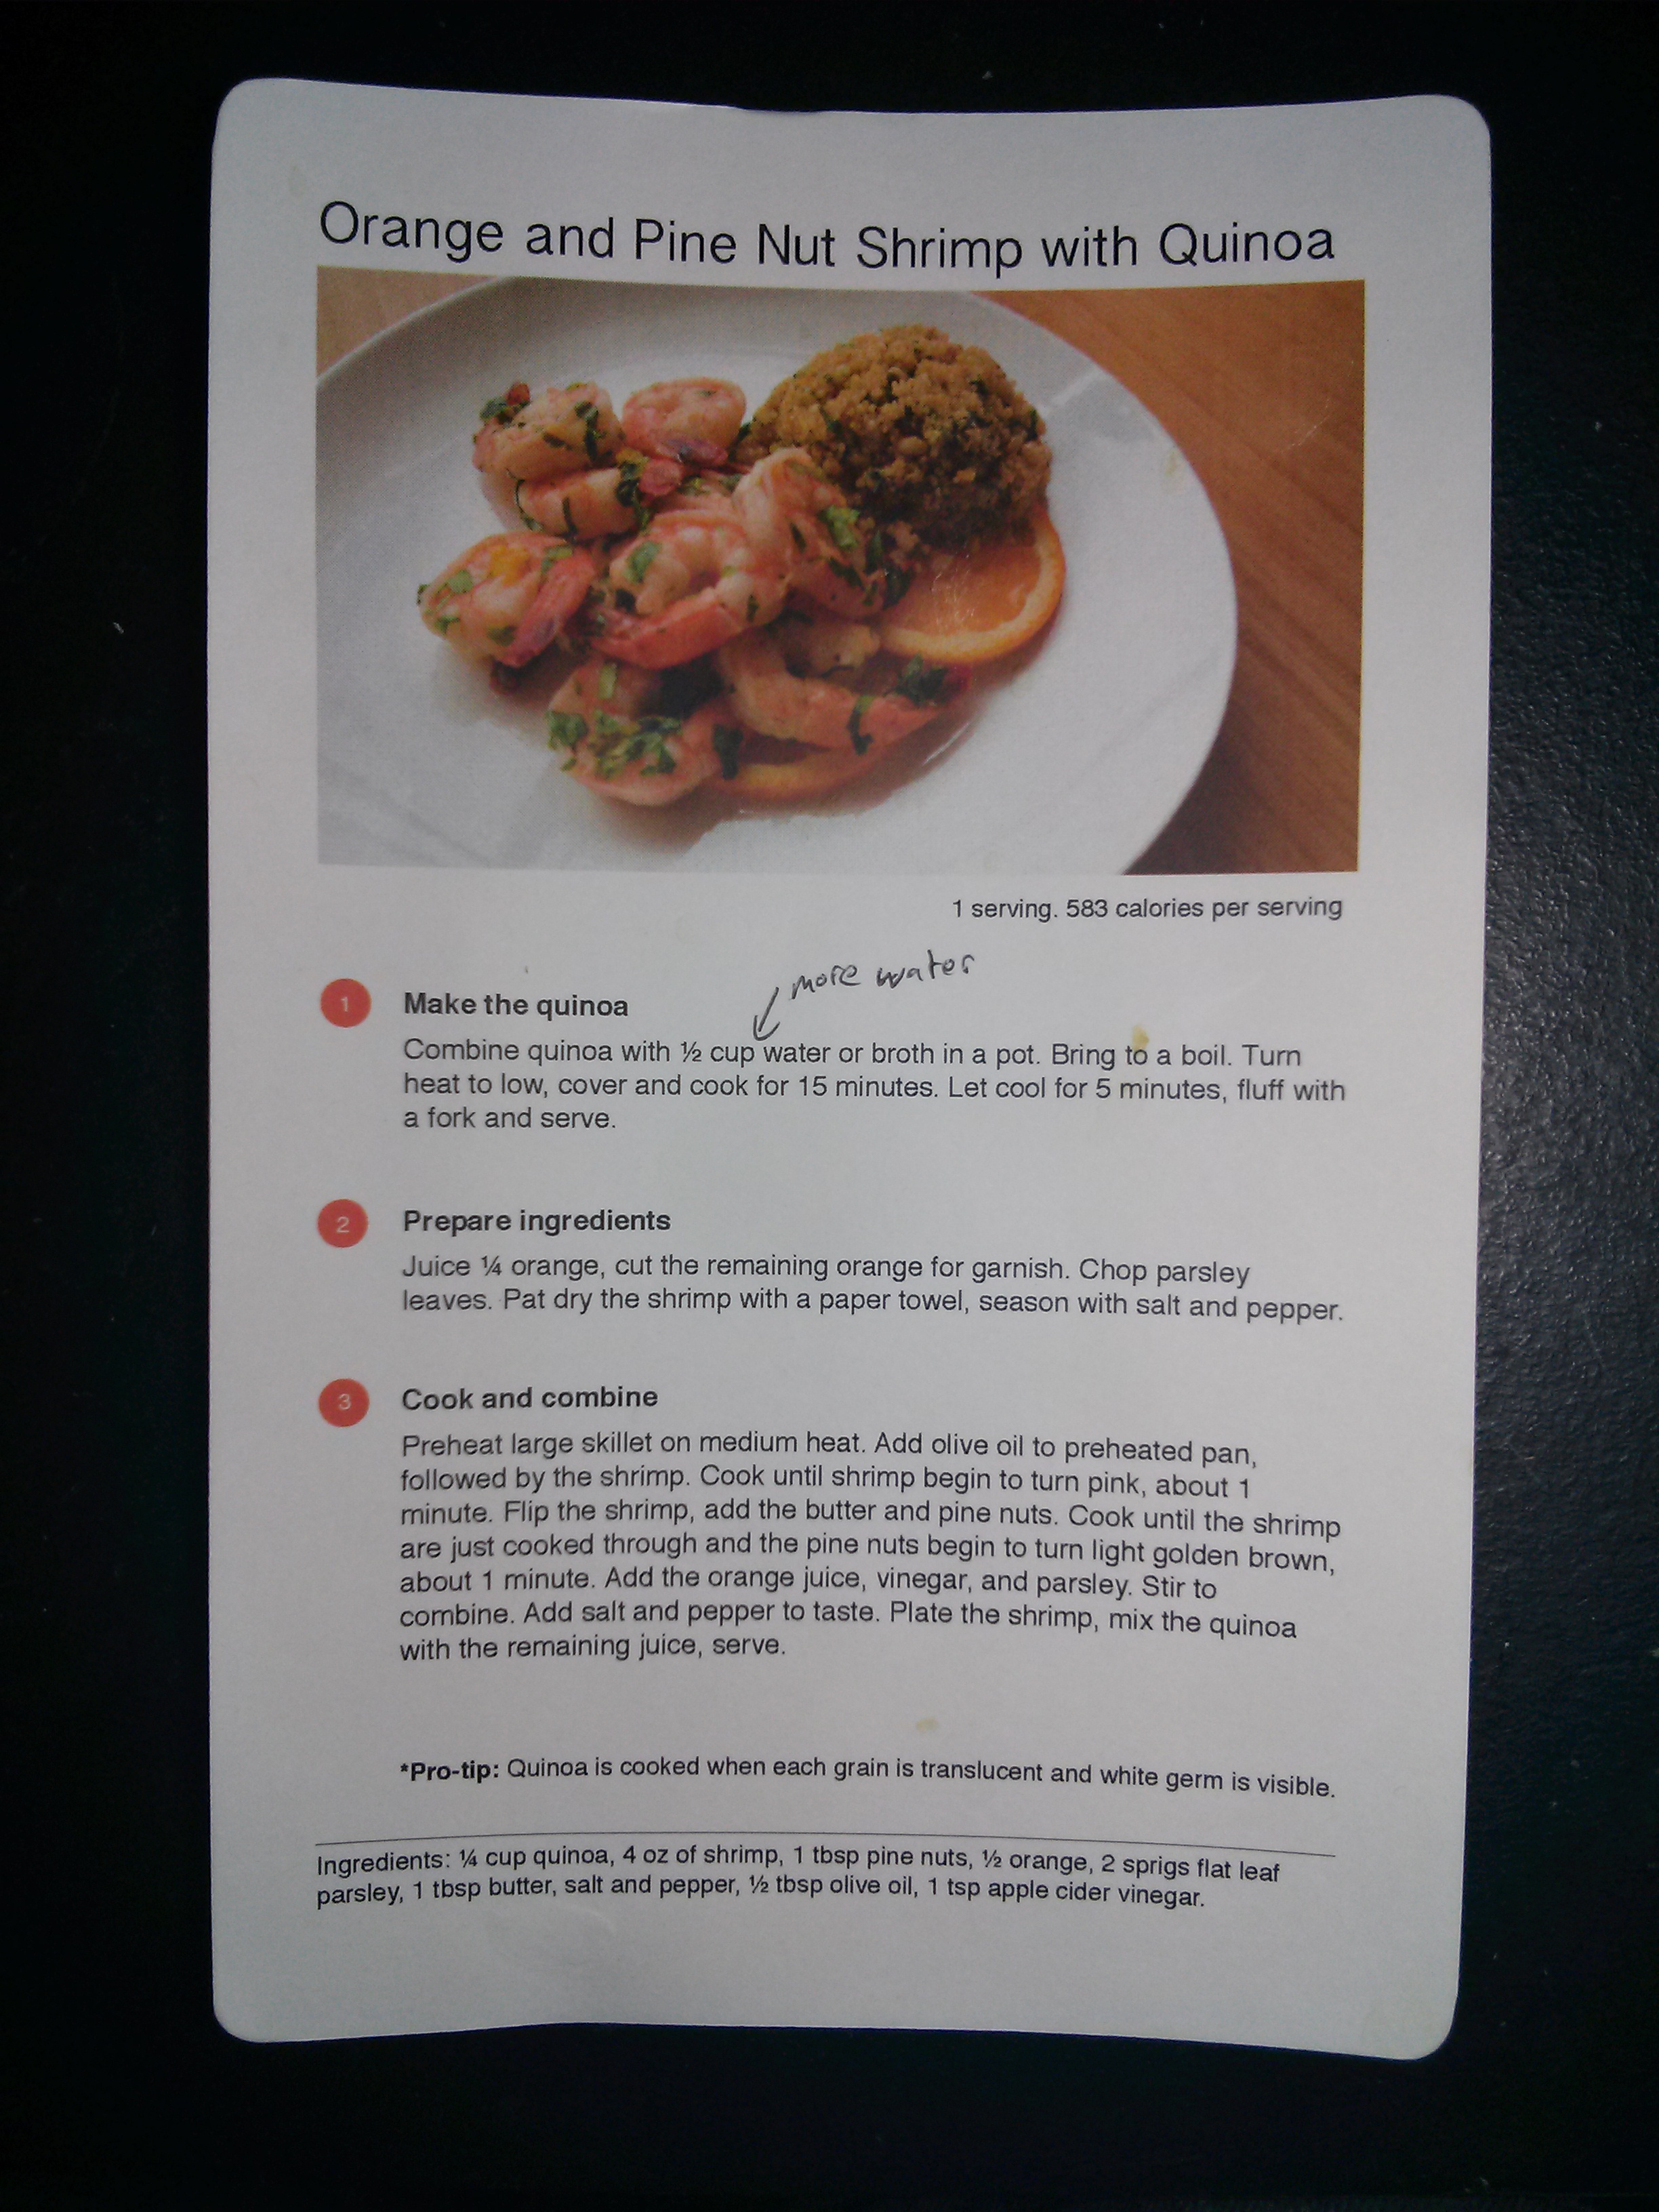 Orange and Pine Nut Shrimp with Quinoa
1 serving. 583 calories per serving
more water
1
Make the quinoa
Combine quinoa with ½ cup water or broth in a pot. Bring to a boil. Turn
heat to low, cover and cook for 15 minutes. Let cool for 5 minutes, fluff with
a fork and serve.
2
Prepare ingredients
Juice ¼ orange, cut the remaining orange for garnish. Chop parsley
leaves. Pat dry the shrimp with a paper towel, season with salt and pepper.
3
Cook and combine
Preheat large skillet on medium heat. Add olive oil to preheated pan,
followed by the shrimp. Cook until shrimp begin to turn pink, about 1
minute. Flip the shrimp, add the butter and pine nuts. Cook until the shrimp
are just cooked through and the pine nuts begin to turn light golden brown,
about 1 minute. Add the orange juice, vinegar, and parsley. Stir to
combine. Add salt and pepper to taste. Plate the shrimp, mix the quinoa
with the remaining juice, serve.
*Pro-tip: Quinoa is cooked when each grain is translucent and white germ is visible.
Ingredients: ¼ cup quinoa, 4 oz of shrimp, 1 tbsp pine nuts, ½ orange, 2 sprigs flat leaf
parsley, 1 tbsp butter, salt and pepper, ½ tbsp olive oil, 1 tsp apple cider vinegar.